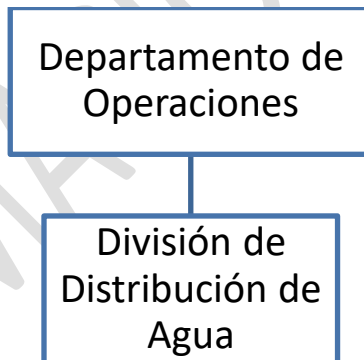 Departamento de
Operaciones
División de
Distribución de
Agua